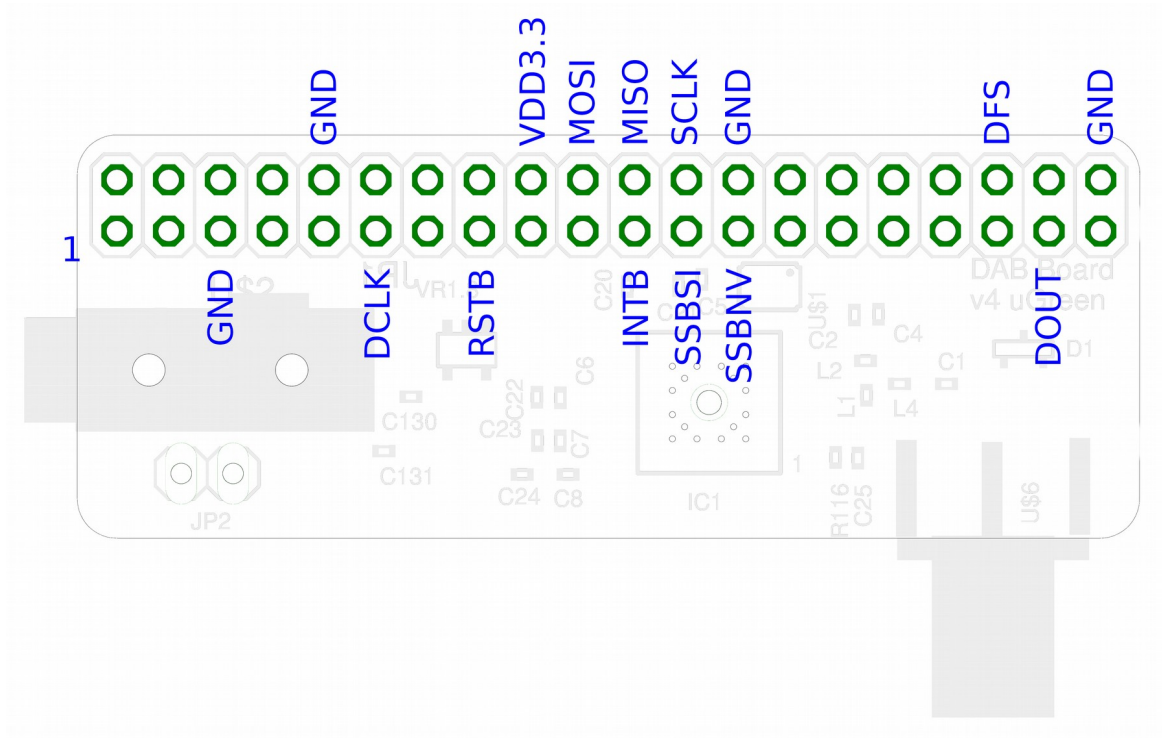 GND
VDD3.3
MOSI
MISO
SCLK
GND
DFS
GND
1
GND
DCLK
RSTB
INTB
SSBSI
SSBNV
DOUT
DAB Board
v4 uGreen
VR1
C20
C5
U$1
C2
C4
D1
L2
C1
L1
L4
C6
C22
C130
C23
C7
C131
C24
C8
1
IC1
R116
C25
U$6
JP2